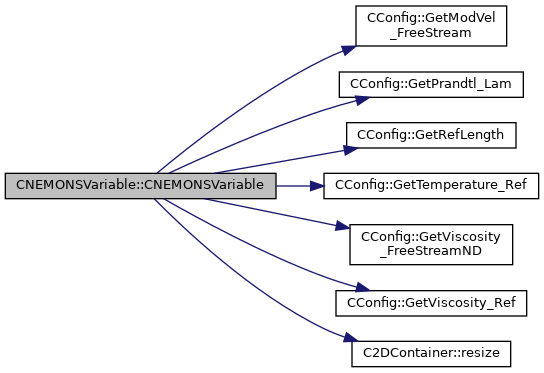 CConfig::GetModVel
_FreeStream
CConfig::GetPrandtl_Lam
CConfig::GetRefLength
CNEMONSVariable::CNEMONSVariable
CConfig::GetTemperature_Ref
CConfig::GetViscosity
_FreeStreamND
CConfig::GetViscosity_Ref
C2DContainer::resize